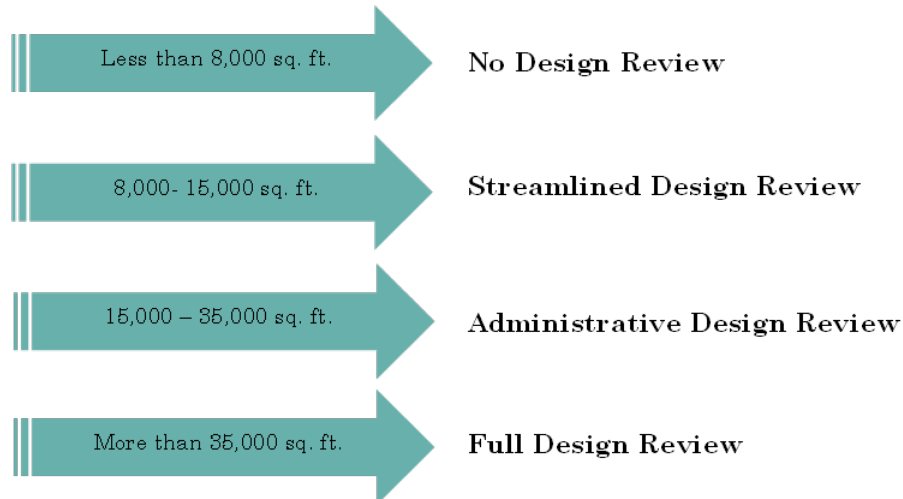 Less than 8,000 sq. ft.
No Design Review
8,000- 15,000 sq. ft.
Streamlined Design Review
15,000 – 35,000 sq. ft.
Administrative Design Review
More than 35,000 sq. ft.
Full Design Review